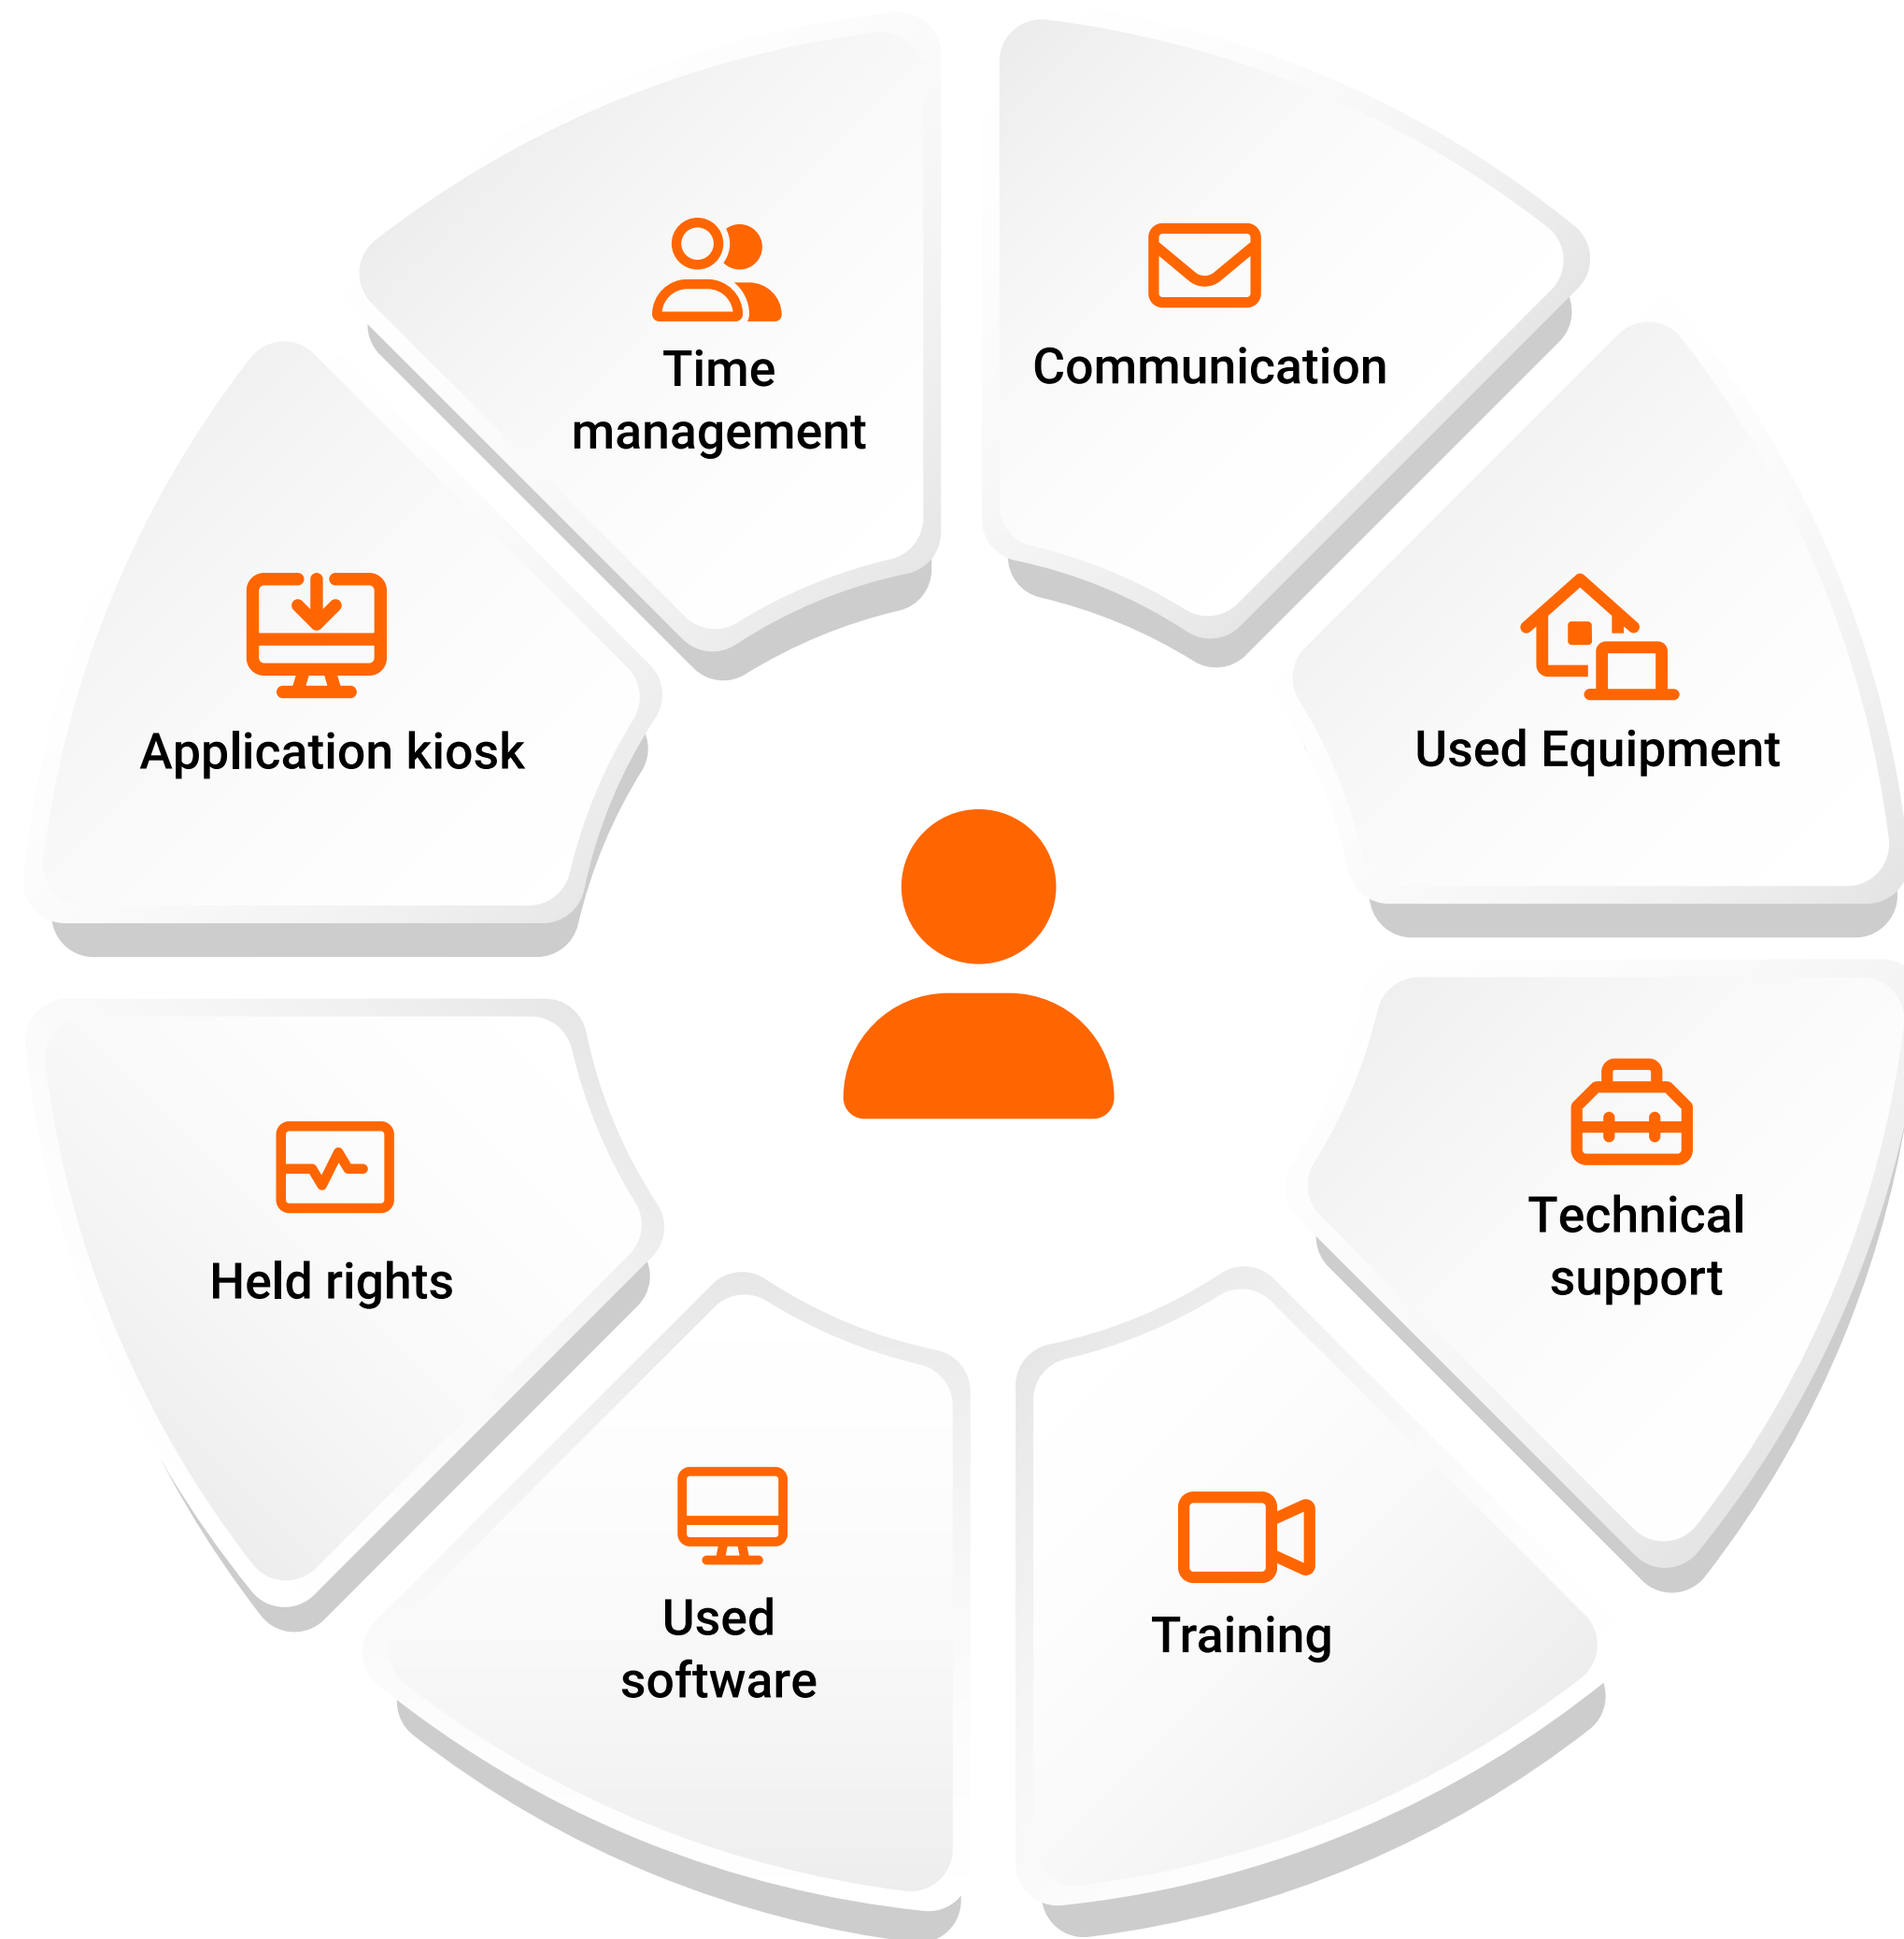 Time
management
Communication
Application kiosk
Used Equipment
Held rights
Technical
support
Used
software
Training